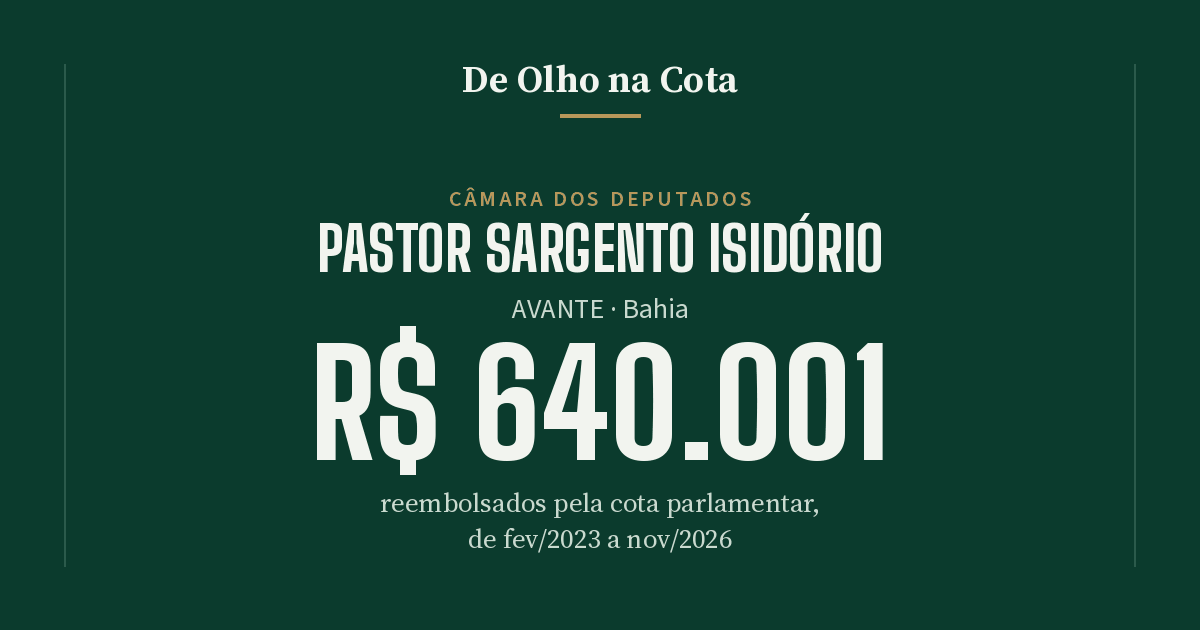 De Olho na Cota
CÂMARA DOS DEPUTADOS
PASTOR SARGENTO ISIDÓRIO
AVANTE · Bahia
R$ 640.001
reembolsados pela cota parlamentar,
de fev/2023 a nov/2026